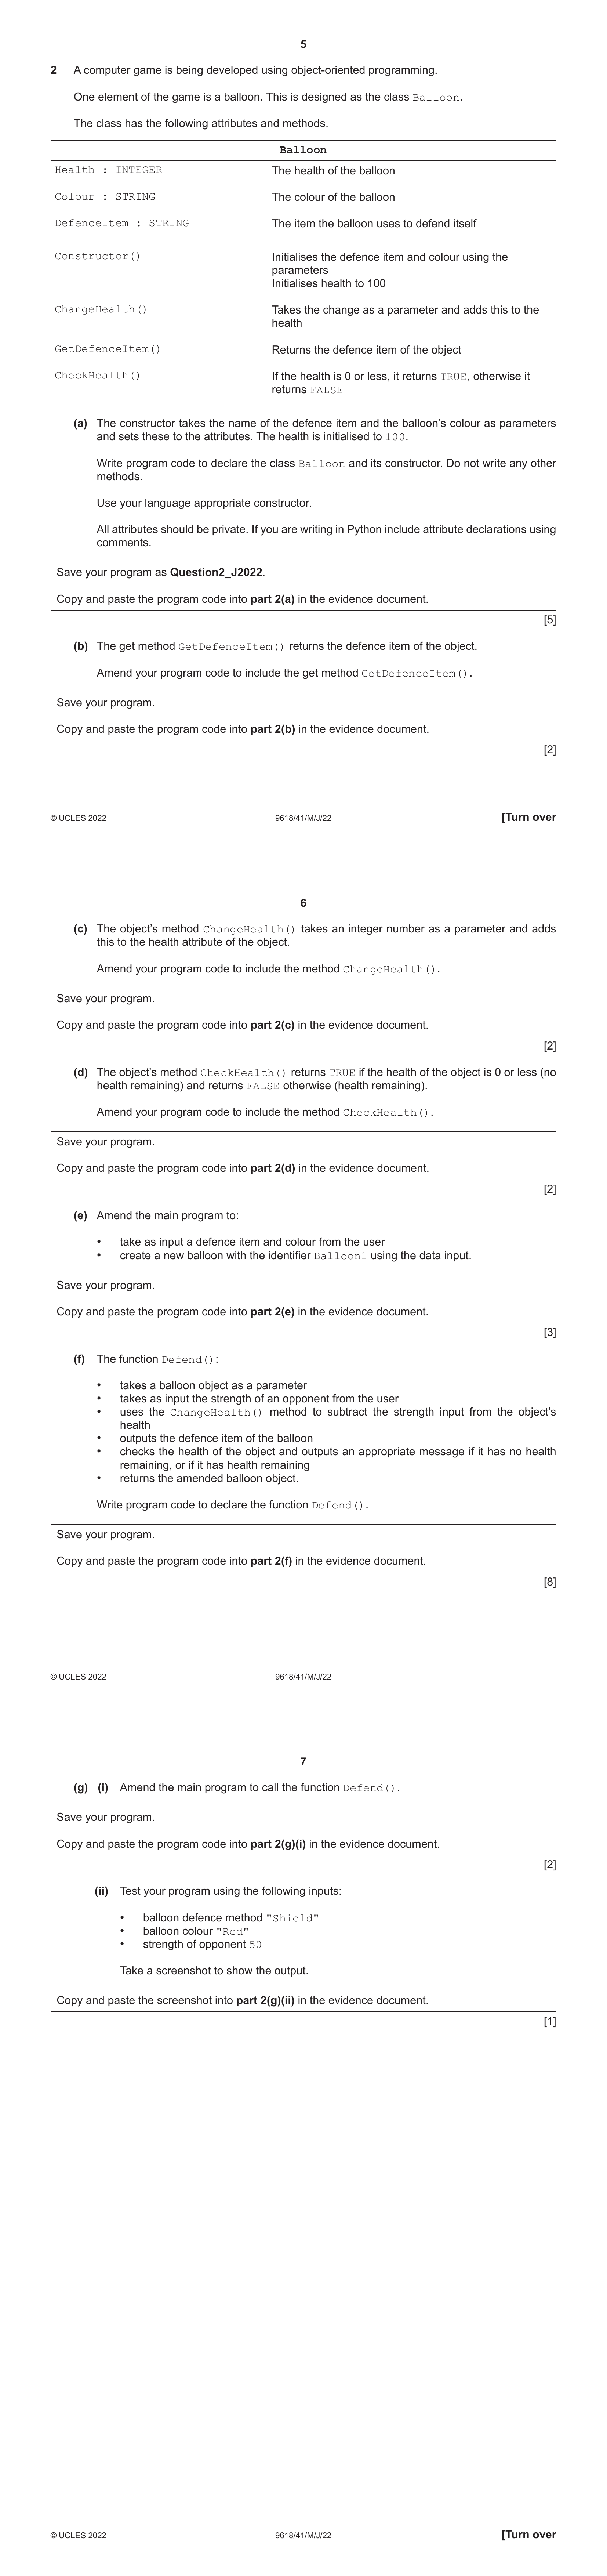 5
2 A computer game is being developed using object-oriented programming.
One element of the game is a balloon. This is designed as the class Balloon.
The class has the following attributes and methods.
Balloon
Health : INTEGER The health of the balloon
Colour : STRING The colour of the balloon
DefenceItem : STRING The item the balloon uses to defend itself
Constructor() Initialises the defence item and colour using the
parameters
Initialises health to 100
ChangeHealth() Takes the change as a parameter and adds this to the
health
GetDefenceItem() Returns the defence item of the object
CheckHealth() If the health is 0 or less, it returns TRUE, otherwise it
returns FALSE
(a) The constructor takes the name of the defence item and the balloon's colour as parameters
and sets these to the attributes. The health is initialised to 100.
Write program code to declare the class Balloon and its constructor. Do not write any other
methods.
Use your language appropriate constructor.
All attributes should be private. If you are writing in Python include attribute declarations using
comments.
Save your program as Question2_J2022.
Copy and paste the program code into part 2(a) in the evidence document.
[5]
(b) The get method GetDefenceItem() returns the defence item of the object.
Amend your program code to include the get method GetDefenceItem().
Save your program.
Copy and paste the program code into part 2(b) in the evidence document.
[2]
© UCLES 2022 9618/41/M/J/22 [Turn over
6
(c) The object's method ChangeHealth() takes an integer number as a parameter and adds
this to the health attribute of the object.
Amend your program code to include the method ChangeHealth().
Save your program.
Copy and paste the program code into part 2(c) in the evidence document.
[2]
(d) The object's method CheckHealth() returns TRUE if the health of the object is 0 or less (no
health remaining) and returns FALSE otherwise (health remaining).
Amend your program code to include the method CheckHealth().
Save your program.
Copy and paste the program code into part 2(d) in the evidence document.
[2]
(e) Amend the main program to:
• take as input a defence item and colour from the user
• create a new balloon with the identifier Balloon1 using the data input.
Save your program.
Copy and paste the program code into part 2(e) in the evidence document.
[3]
(f) The function Defend():
• takes a balloon object as a parameter
• takes as input the strength of an opponent from the user
• uses the ChangeHealth() method to subtract the strength input from the object's
health
• outputs the defence item of the balloon
• checks the health of the object and outputs an appropriate message if it has no health
remaining, or if it has health remaining
• returns the amended balloon object.
Write program code to declare the function Defend().
Save your program.
Copy and paste the program code into part 2(f) in the evidence document.
[8]
© UCLES 2022 9618/41/M/J/22
7
(g) (i) Amend the main program to call the function Defend().
Save your program.
Copy and paste the program code into part 2(g)(i) in the evidence document.
[2]
(ii) Test your program using the following inputs:
• balloon defence method "Shield"
• balloon colour "Red"
• strength of opponent 50
Take a screenshot to show the output.
Copy and paste the screenshot into part 2(g)(ii) in the evidence document.
[1]
© UCLES 2022 9618/41/M/J/22 [Turn over